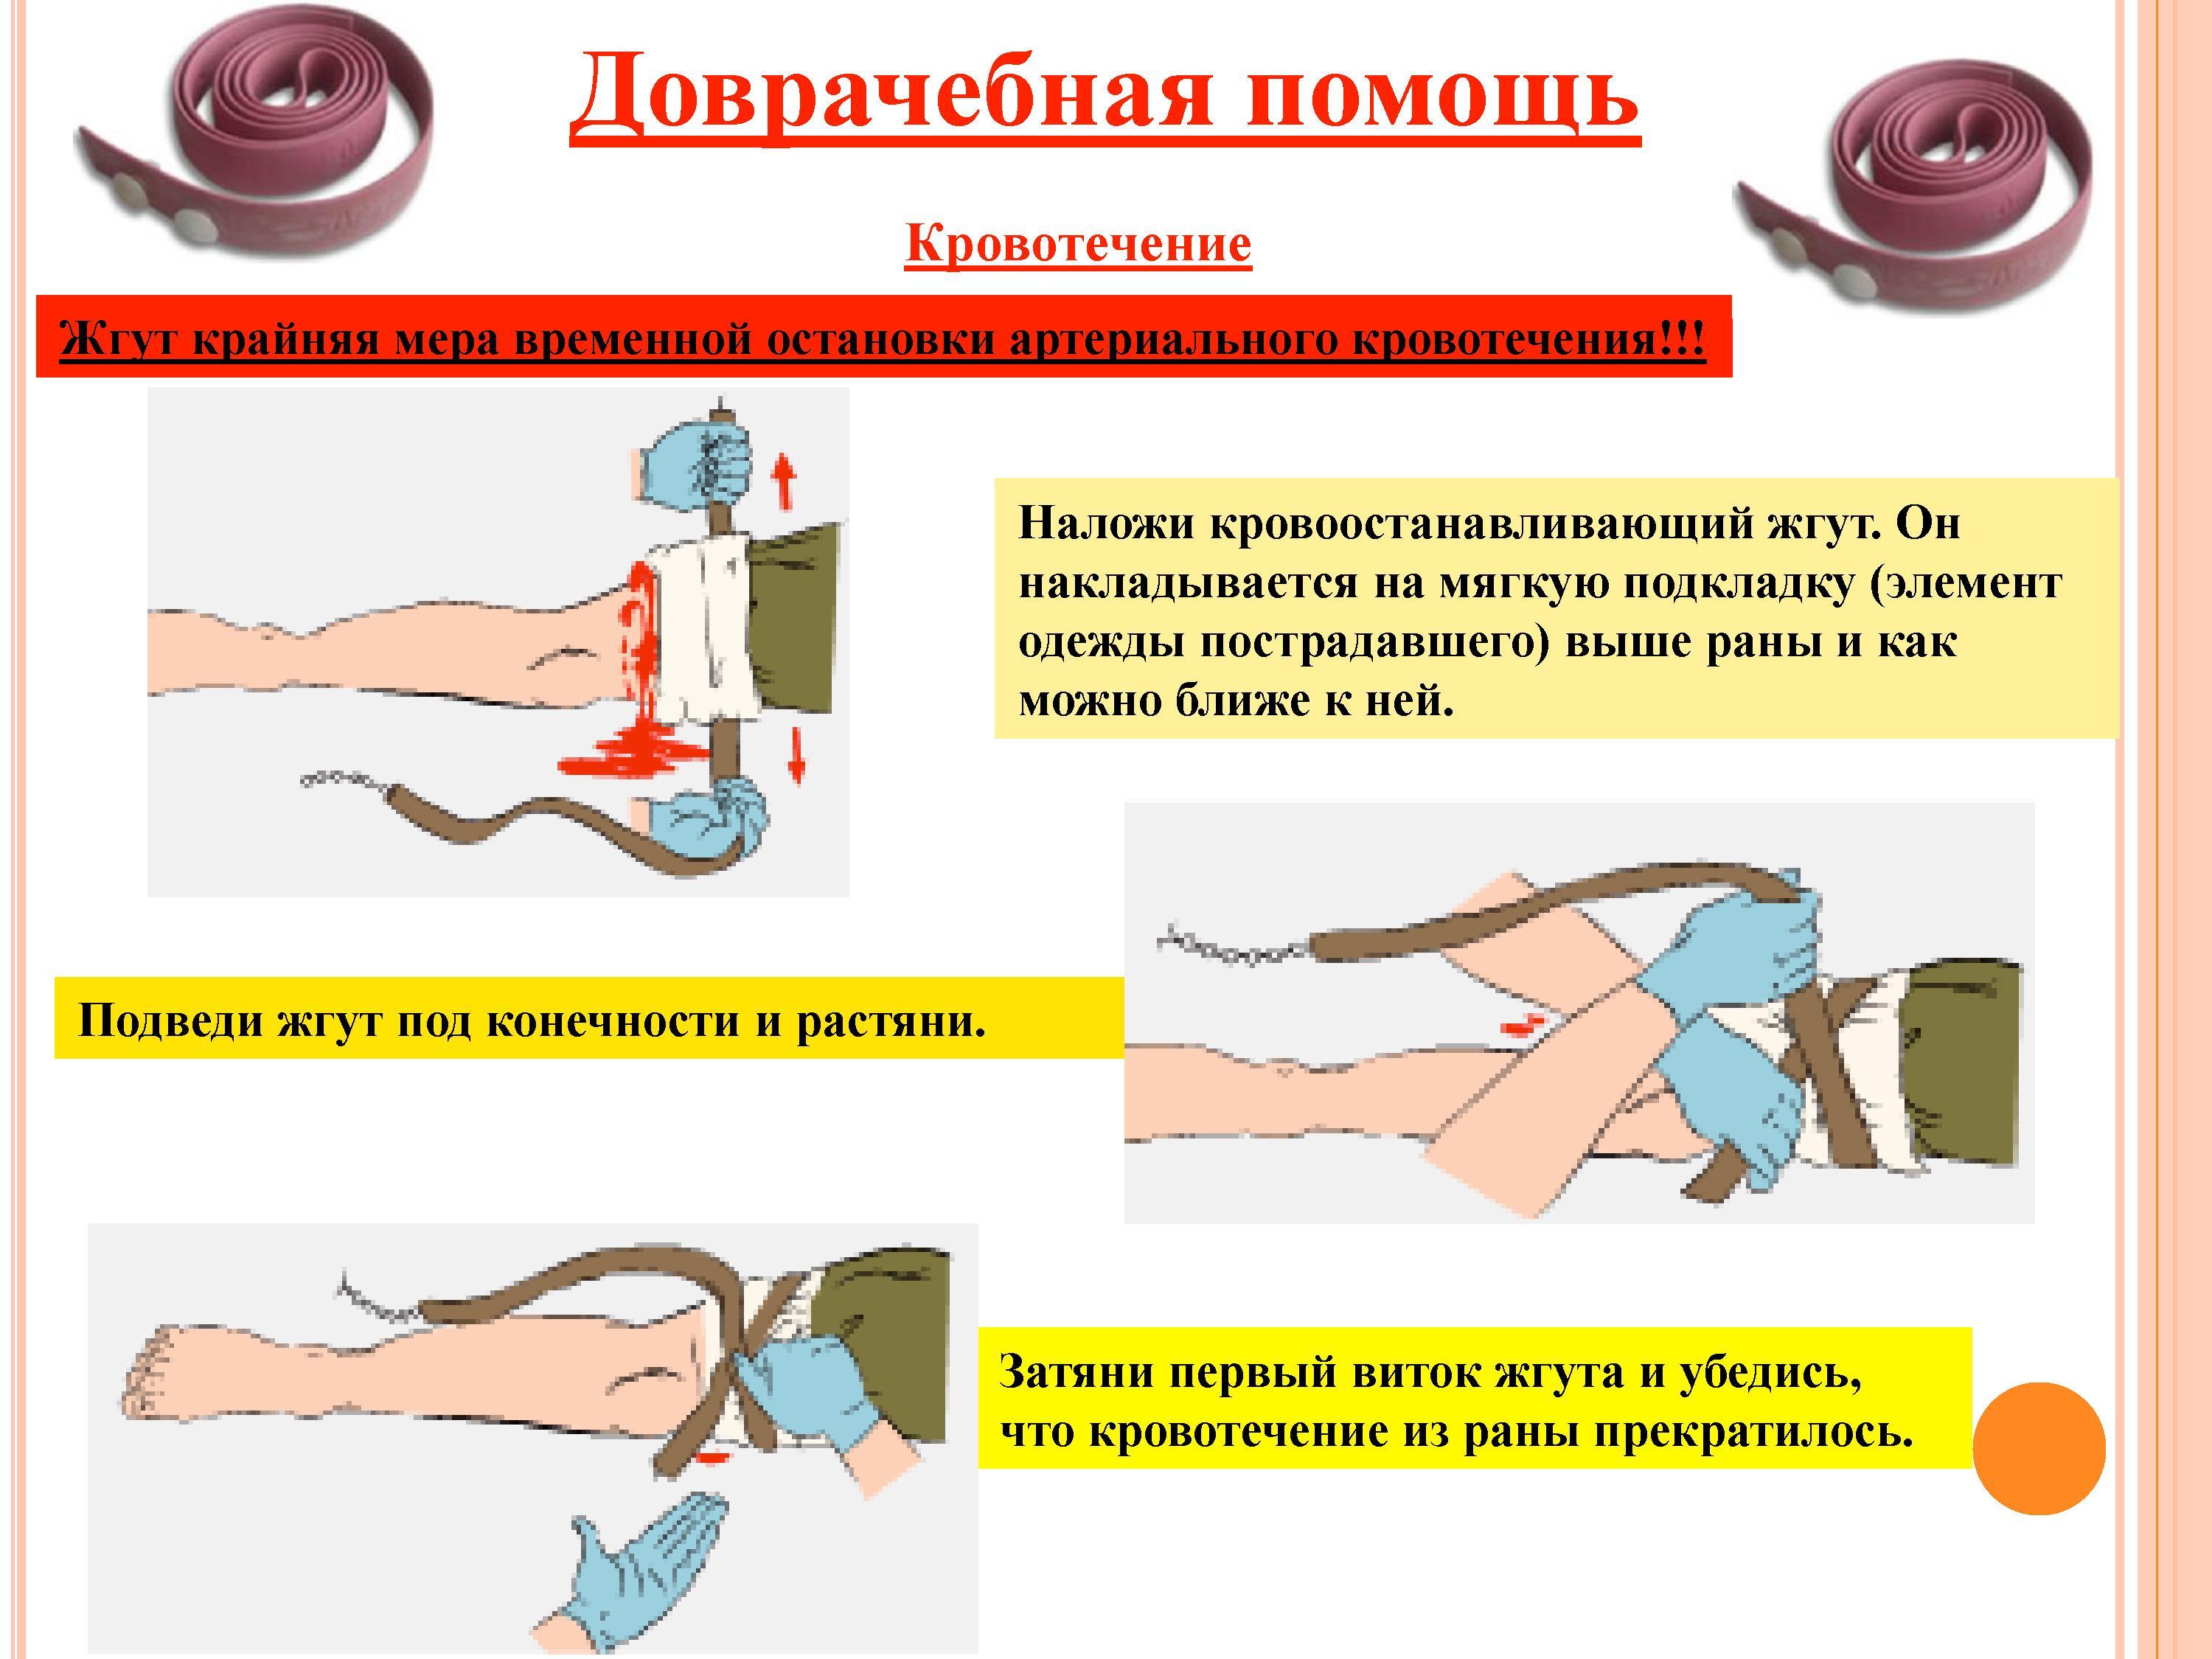 Доврачебная помощь
Кровотечение
Жгут крайняя мера временной остановки артериального кровотечения!!!
Наложи кровоостанавливающий жгут. Он
накладывается на мягкую подкладку (элемент
одежды пострадавшего) выше раны и как
можно ближе к ней.
Подведи жгут под конечности и растяни.
Затяни первый виток жгута и убедись,
что кровотечение из раны прекратилось.